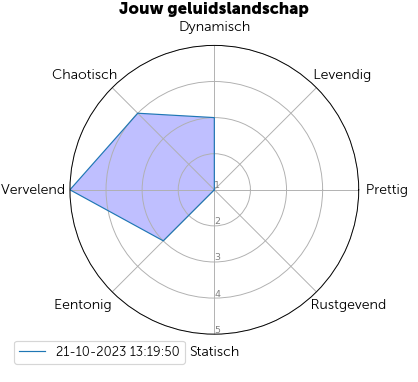 Jouw geluidslandschap
Dynamisch
Chaotisch
Levendig
Vervelend
1
Prettig
2
3
Eentonig
4
Rustgevend
5
21-10-2023 13:19:50
Statisch